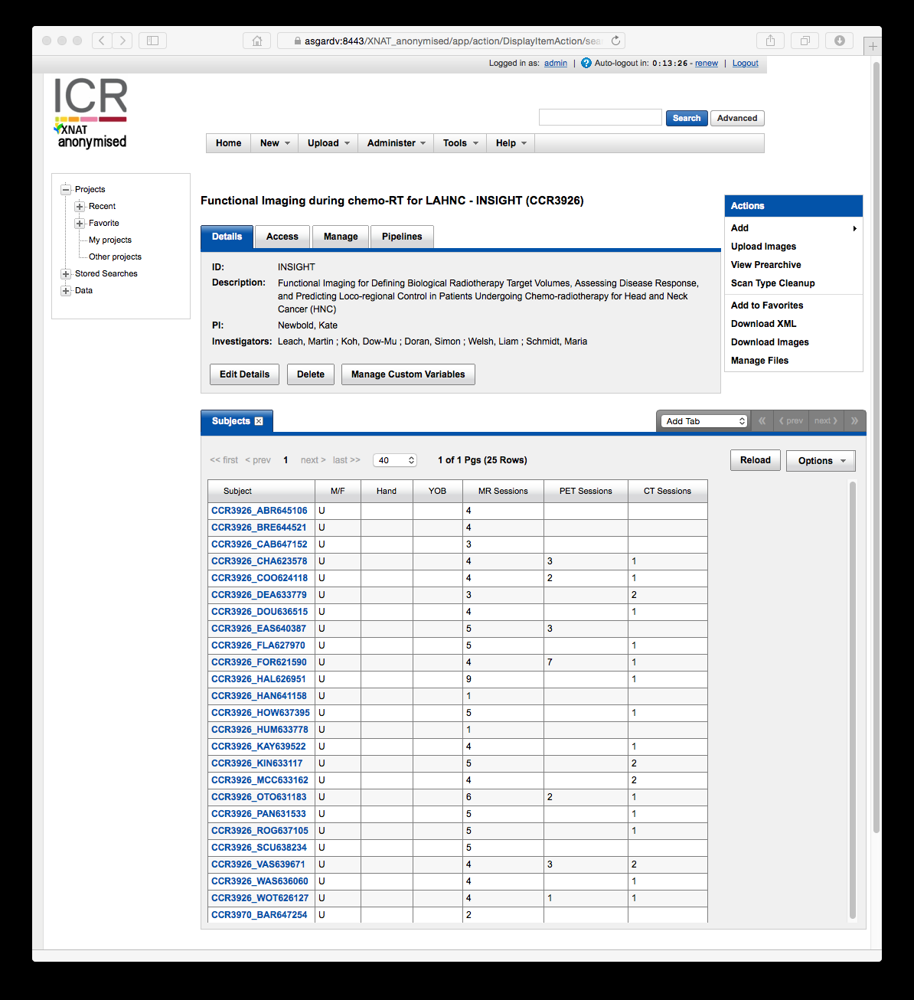 asgardv:8443/XNAT_anonymised/app/action/DisplayItemAction/sea
Logged in as: admin | Auto-logout in: 0:13:26 - renew | Logout
ICR
XNAT
anonymised
Search Advanced
Home New Upload Administer Tools Help
Projects
Recent
Favorite
My projects
Other projects
Stored Searches
Data
Functional Imaging during chemo-RT for LAHNC - INSIGHT (CCR3926)
Details Access Manage Pipelines
ID: INSIGHT
Description: Functional Imaging for Defining Biological Radiotherapy Target Volumes, Assessing Disease Response,
and Predicting Loco-regional Control in Patients Undergoing Chemo-radiotherapy for Head and Neck
Cancer (HNC)
PI: Newbold, Kate
Investigators: Leach, Martin ; Koh, Dow-Mu ; Doran, Simon ; Welsh, Liam ; Schmidt, Maria
Edit Details Delete Manage Custom Variables
Actions
Add
Upload Images
View Prearchive
Scan Type Cleanup
Add to Favorites
Download XML
Download Images
Manage Files
Subjects
Add Tab « ‹ prev next › »
<< first < prev 1 next > last >> 40 1 of 1 Pgs (25 Rows)
Reload Options
Subject M/F Hand YOB MR Sessions PET Sessions CT Sessions
CCR3926_ABR645106 U 4
CCR3926_BRE644521 U 4
CCR3926_CAB647152 U 3
CCR3926_CHA623578 U 4 3 1
CCR3926_COO624118 U 4 2 1
CCR3926_DEA633779 U 3 2
CCR3926_DOU636515 U 4 1
CCR3926_EAS640387 U 5 3
CCR3926_FLA627970 U 5 1
CCR3926_FOR621590 U 4 7 1
CCR3926_HAL626951 U 9 1
CCR3926_HAN641158 U 1
CCR3926_HOW637395 U 5 1
CCR3926_HUM633778 U 1
CCR3926_KAY639522 U 4 1
CCR3926_KIN633117 U 5 2
CCR3926_MCC633162 U 4 2
CCR3926_OTO631183 U 6 2 1
CCR3926_PAN631533 U 5 1
CCR3926_ROG637105 U 5 1
CCR3926_SCU638234 U 5
CCR3926_VAS639671 U 4 3 2
CCR3926_WAS636060 U 4 1
CCR3926_WOT626127 U 4 1 1
CCR3970_BAR647254 U 2